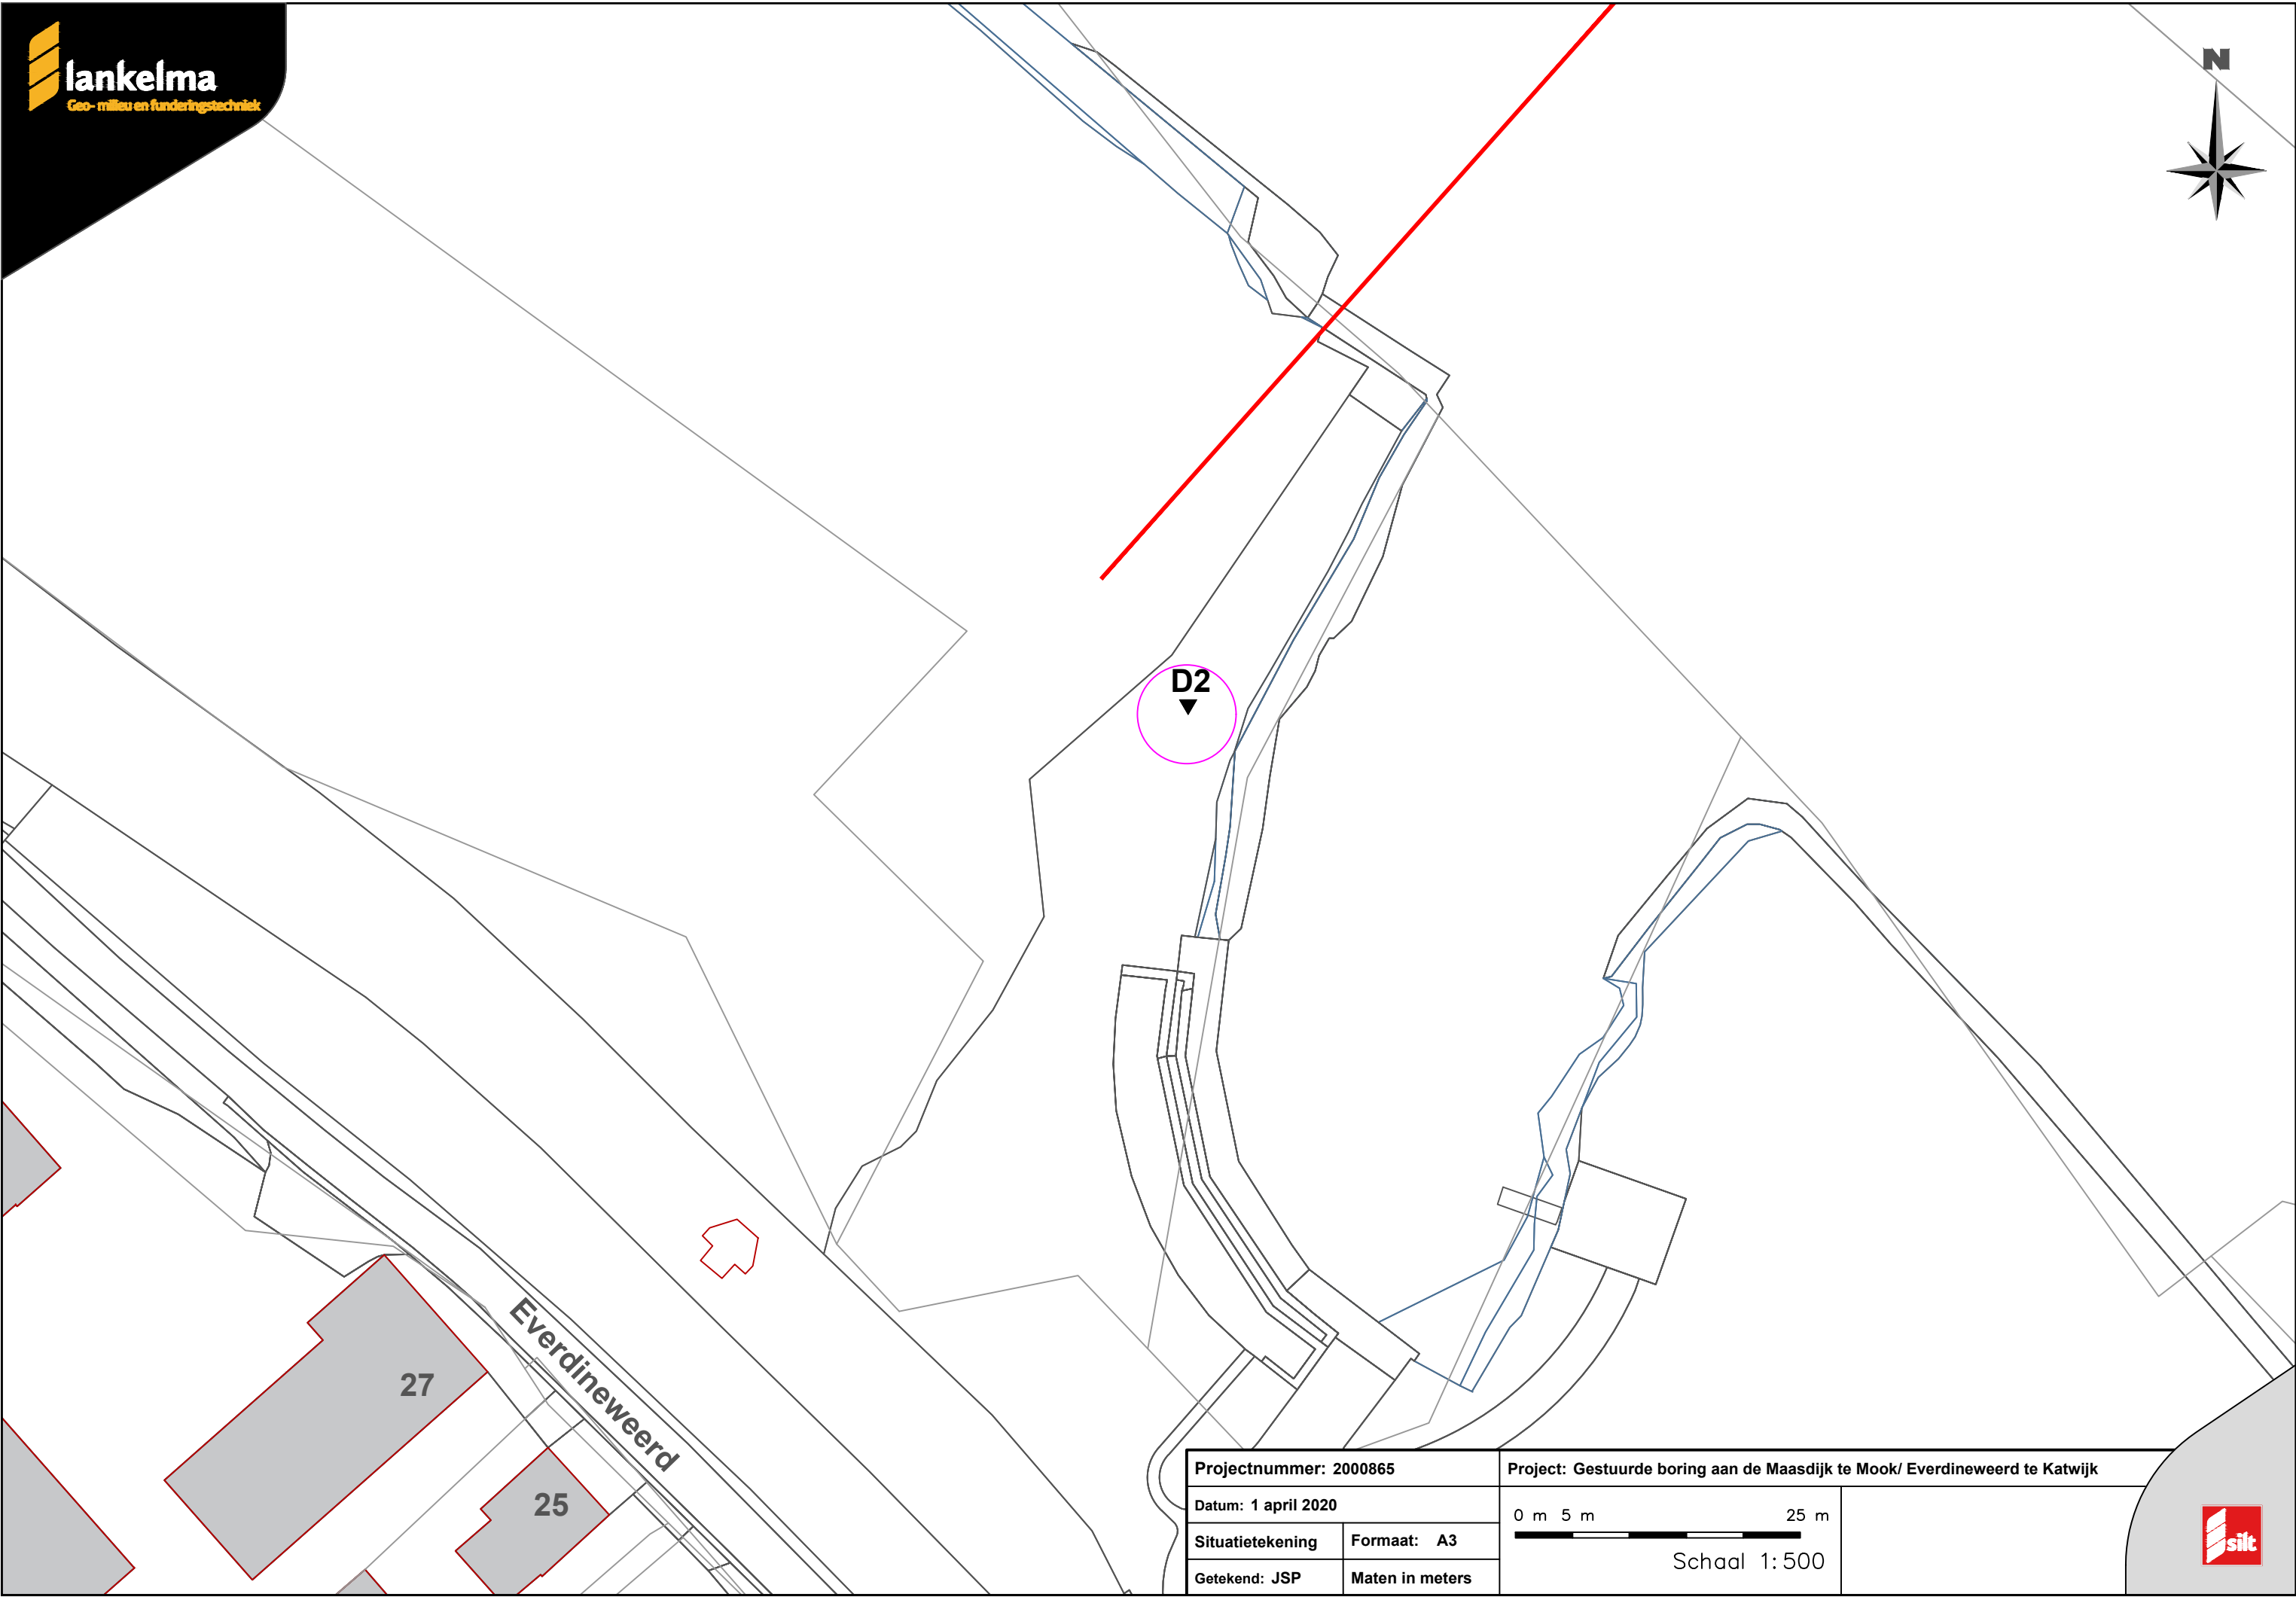 lankelma
Geo- milieu en funderingstechniek
N
D2
Everdineweerd
27
25
Projectnummer: 2000865
Project: Gestuurde boring aan de Maasdijk te Mook/ Everdineweerd te Katwijk
Datum: 1 april 2020
0 m 5 m 25 m
Situatietekening
Formaat: A3
Schaal 1:500
Getekend: JSP
Maten in meters
silt